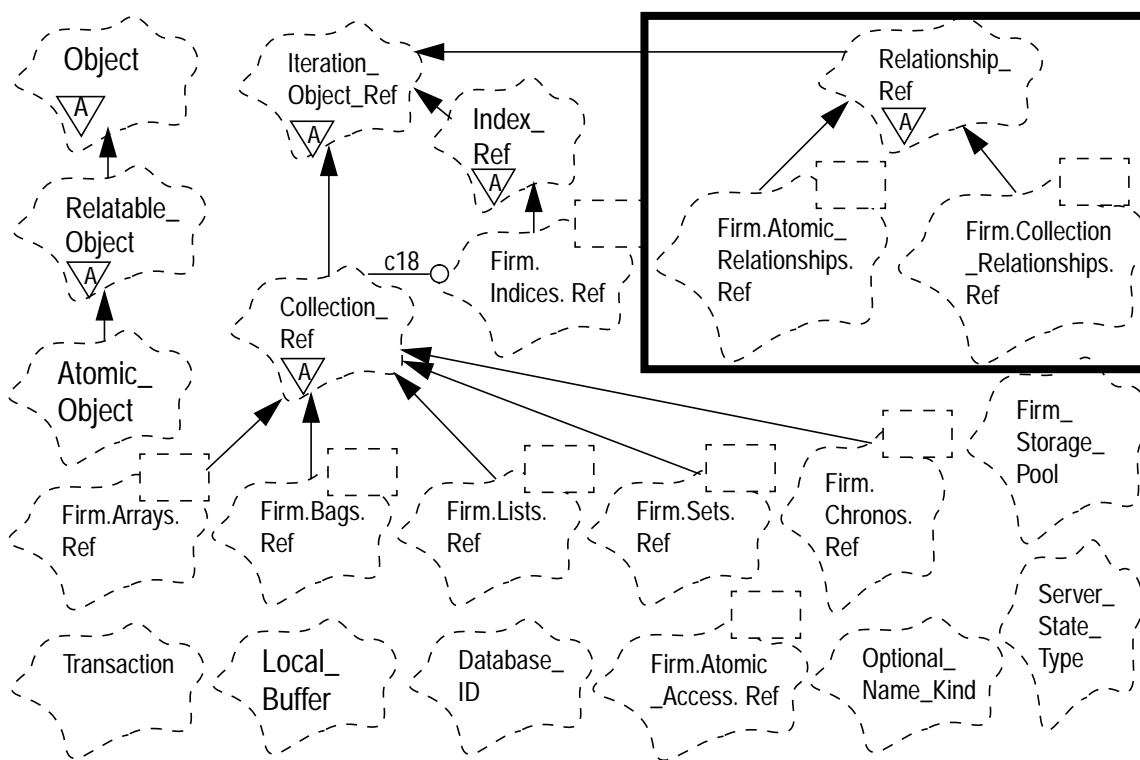 Object
A
Iteration_
Object_Ref
A
Relationship_
Ref
A
Index_
Ref
A
Relatable_
Object
A
Firm.Atomic_
Relationships.
Ref
Firm.Collection
_Relationships.
Ref
c18
Firm.
Indices. Ref
Collection_
Ref
A
Atomic_
Object
Firm_
Storage_
Pool
Firm.Arrays.
Ref
Firm.Bags.
Ref
Firm.Lists.
Ref
Firm.Sets.
Ref
Firm.
Chronos.
Ref
Server_
State_
Type
Transaction
Local_
Buffer
Database_
ID
Firm.Atomic
_Access. Ref
Optional_
Name_Kind